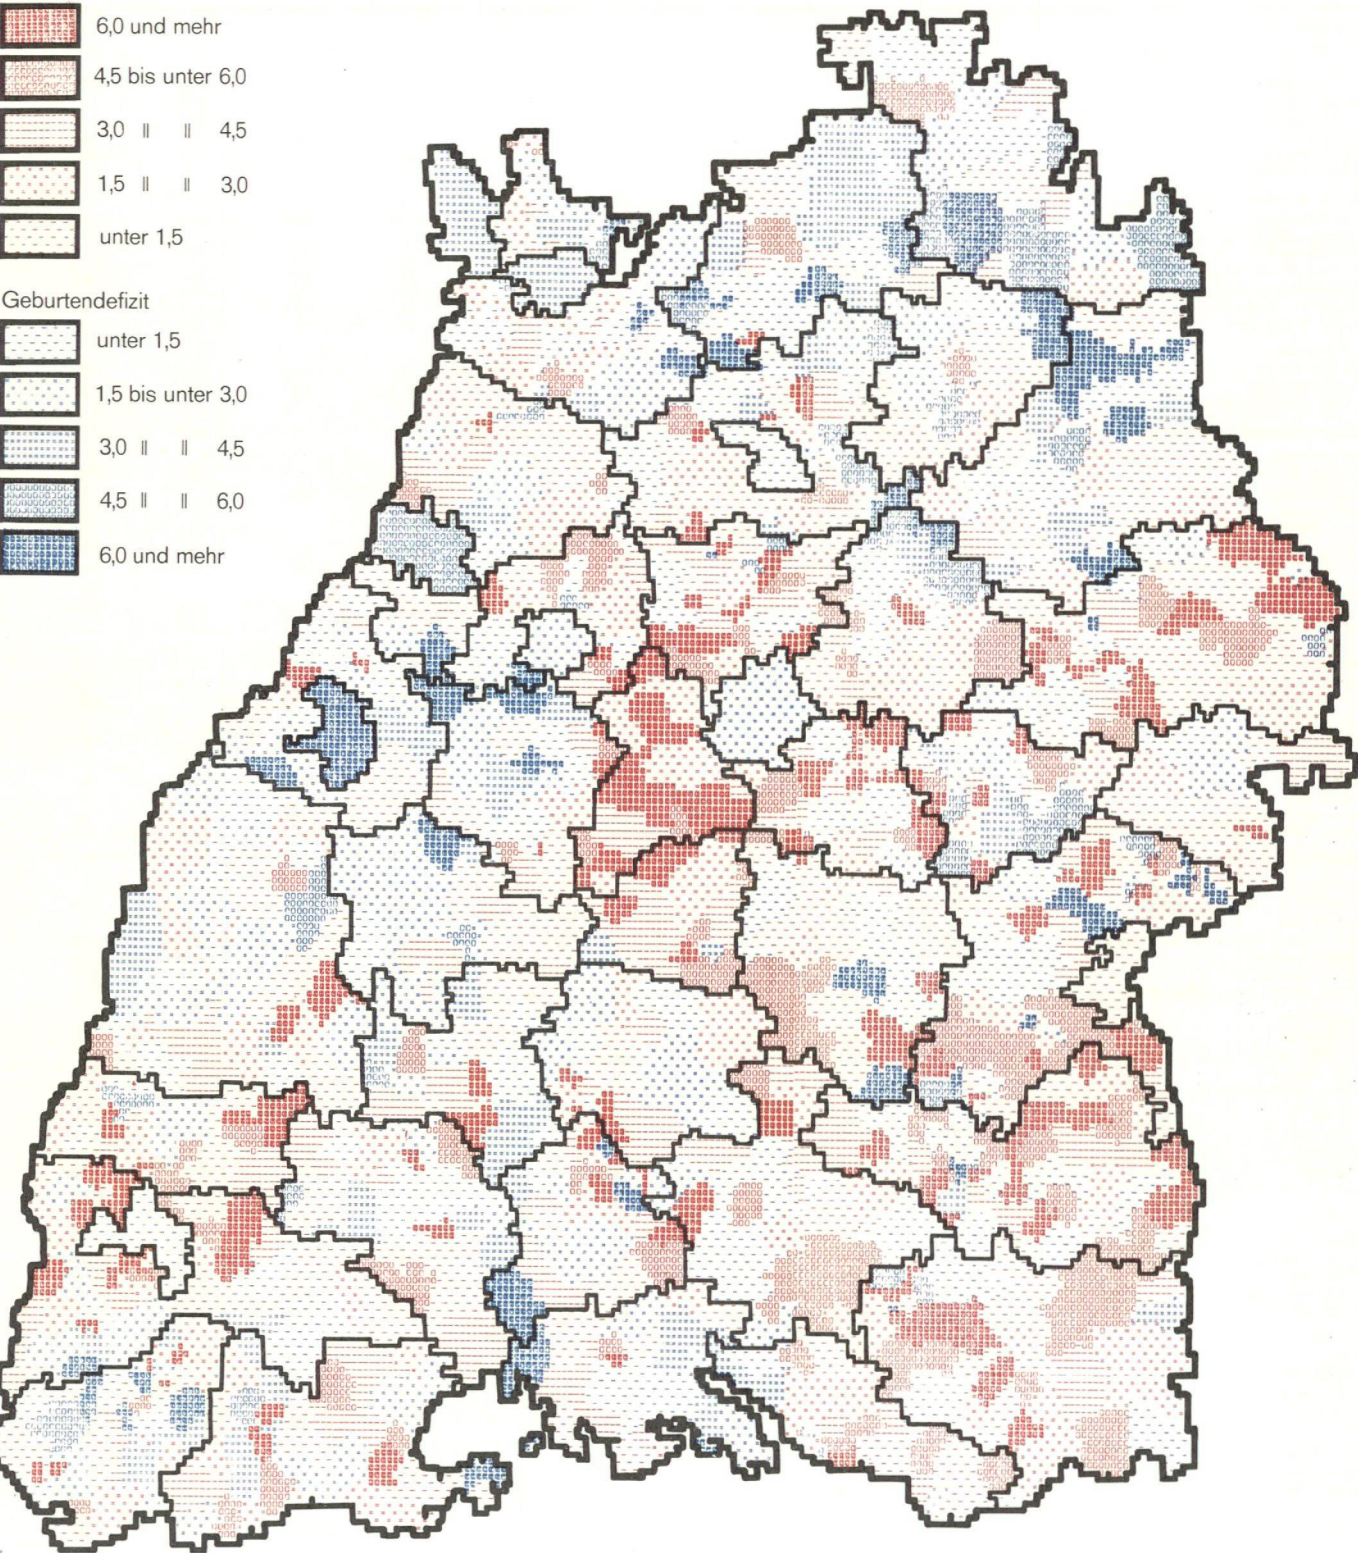 6,0 und mehr
4,5 bis unter 6,0
3,0 ॥ ॥ 4,5
1,5 ॥ ॥ 3,0
unter 1,5
Geburtendefizit
unter 1,5
1,5 bis unter 3,0
3,0 ॥ ॥ 4,5
4,5 ॥ ॥ 6,0
6,0 und mehr